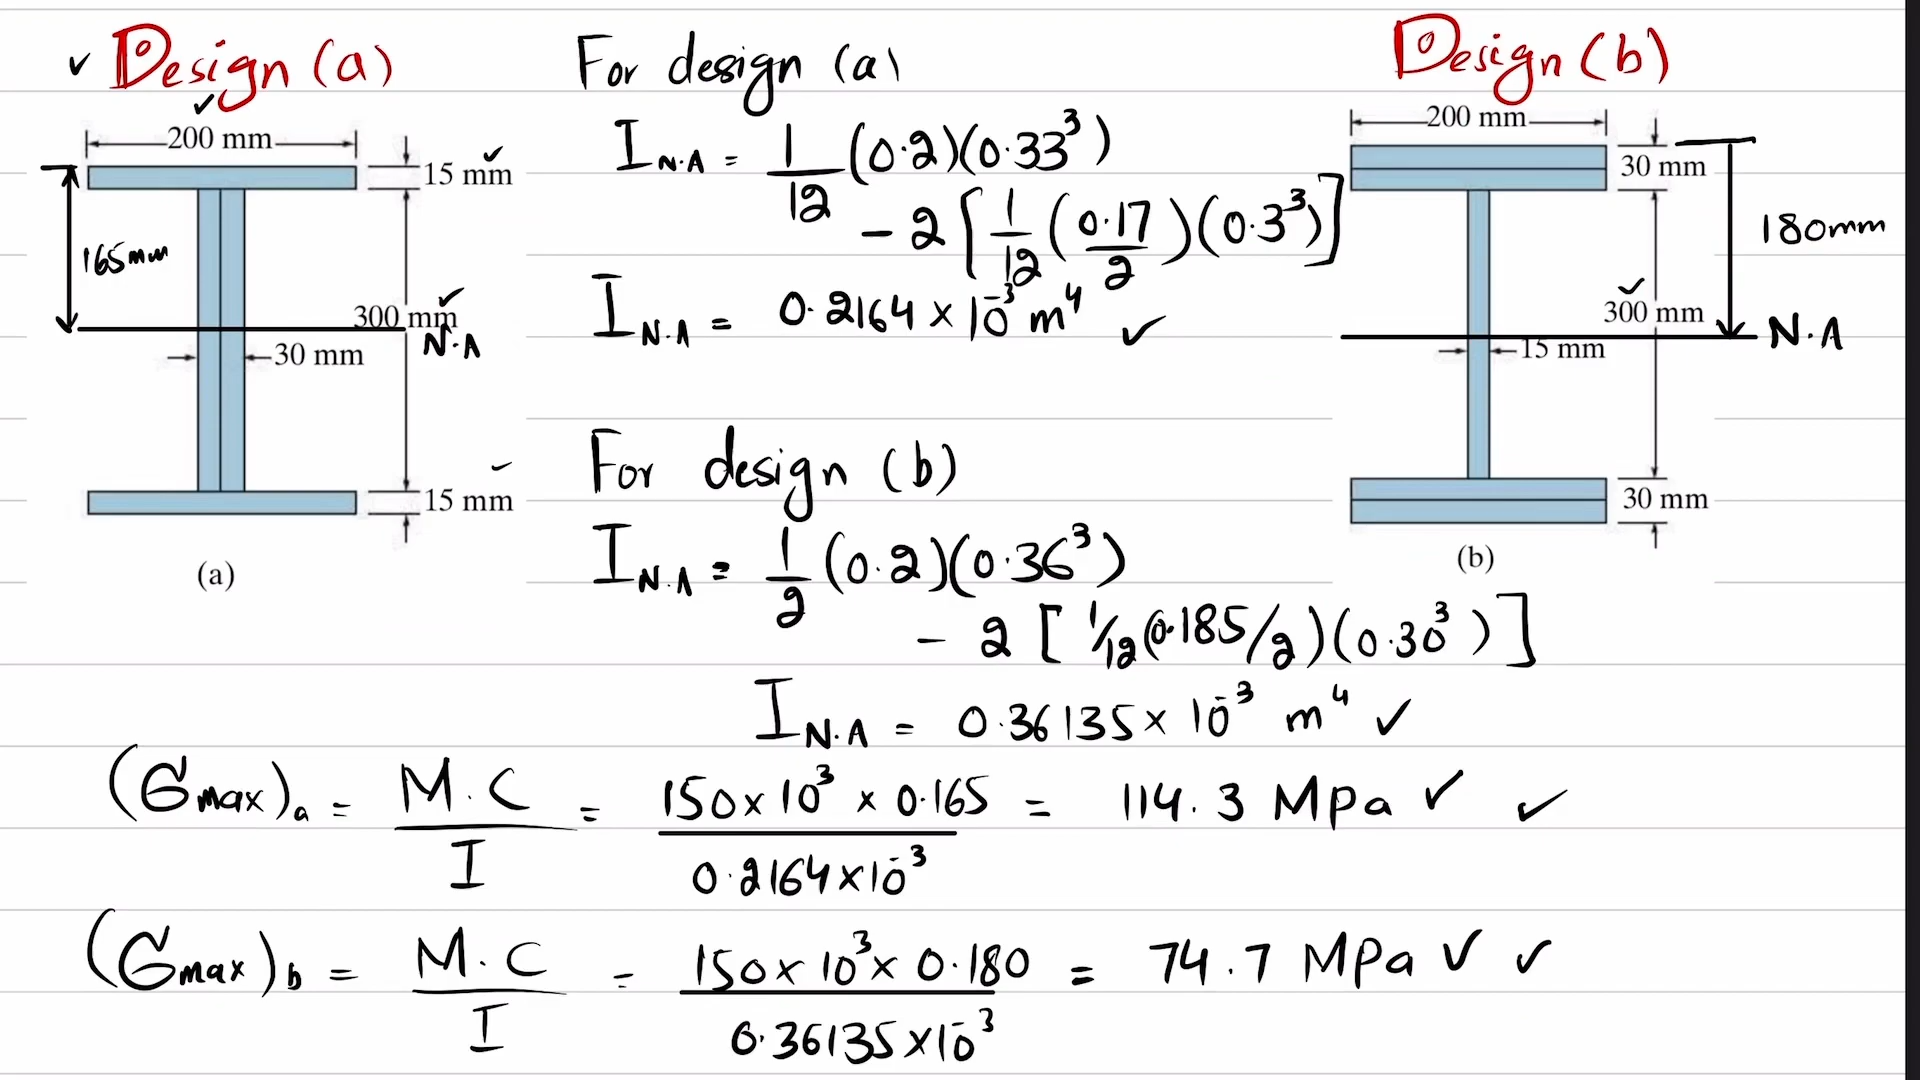 ✓ Design (a)
For design (a)
Design (b)
200 mm
15 mm
165mm
300 mm
N.A
30 mm
15 mm
(a)
I N.A = 1/12 (0.2)(0.33³)
- 2 [ 1/12 (0.17/2)(0.3³)]
I N.A = 0.2164 × 10⁻³ m⁴ ✓
200 mm
30 mm
180mm
300 mm
N.A
15 mm
30 mm
(b)
For design (b)
I N.A = 1/2 (0.2)(0.36³)
- 2 [ 1/12 (0.185/2)(0.30³)]
I N.A = 0.36135 × 10⁻³ m⁴ ✓
(σmax)a = M.C/I = 150 × 10³ × 0.165 / 0.2164 × 10⁻³ = 114.3 MPa ✓ ✓
(σmax)b = M.C/I = 150 × 10³ × 0.180 / 0.36135 × 10⁻³ = 74.7 MPa ✓ ✓